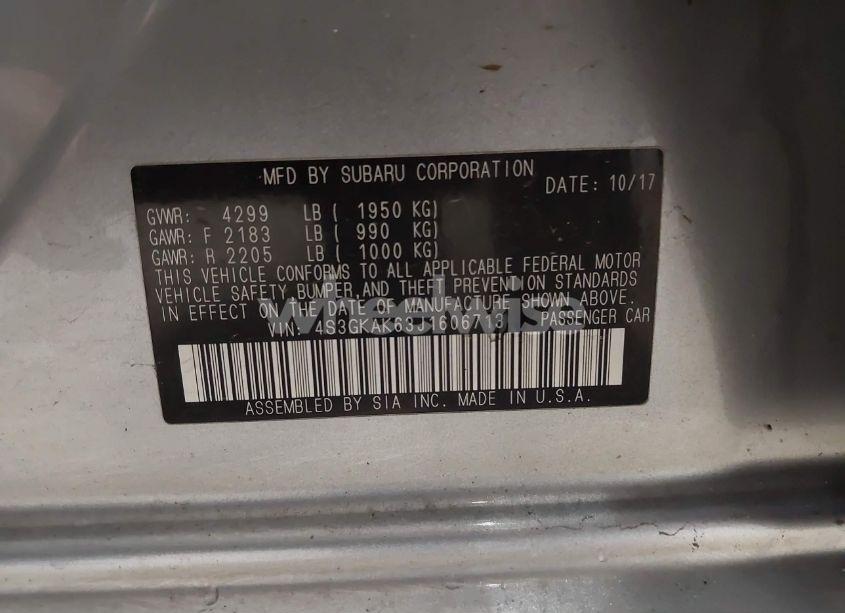 MFD BY SUBARU CORPORATION
DATE: 10/17
GVWR: 4299 LB ( 1950 KG)
GAWR: F 2183 LB ( 990 KG)
GAWR: R 2205 LB ( 1000 KG)
THIS VEHICLE CONFORMS TO ALL APPLICABLE FEDERAL MOTOR
VEHICLE SAFETY, BUMPER, AND THEFT PREVENTION STANDARDS
IN EFFECT ON THE DATE OF MANUFACTURE SHOWN ABOVE.
wheelwise
VIN: PASSENGER CAR
ASSEMBLED BY SIA INC. MADE IN U.S.A.